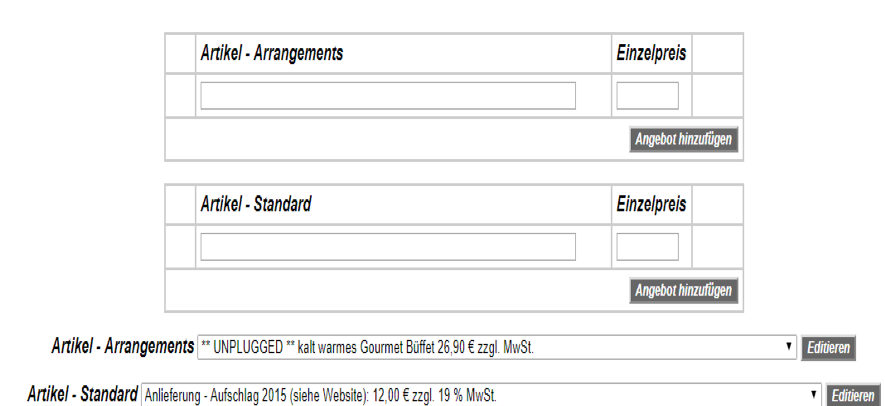 Artikel - Arrangements Einzelpreis
Angebot hinzufügen
Artikel - Standard Einzelpreis
Angebot hinzufügen
Artikel - Arrangements ** UNPLUGGED ** kalt warmes Gourmet Büffet 26,90 € zzgl. MwSt. Editieren
Artikel - Standard Anlieferung - Aufschlag 2015 (siehe Website): 12,00 € zzgl. 19 % MwSt. Editieren